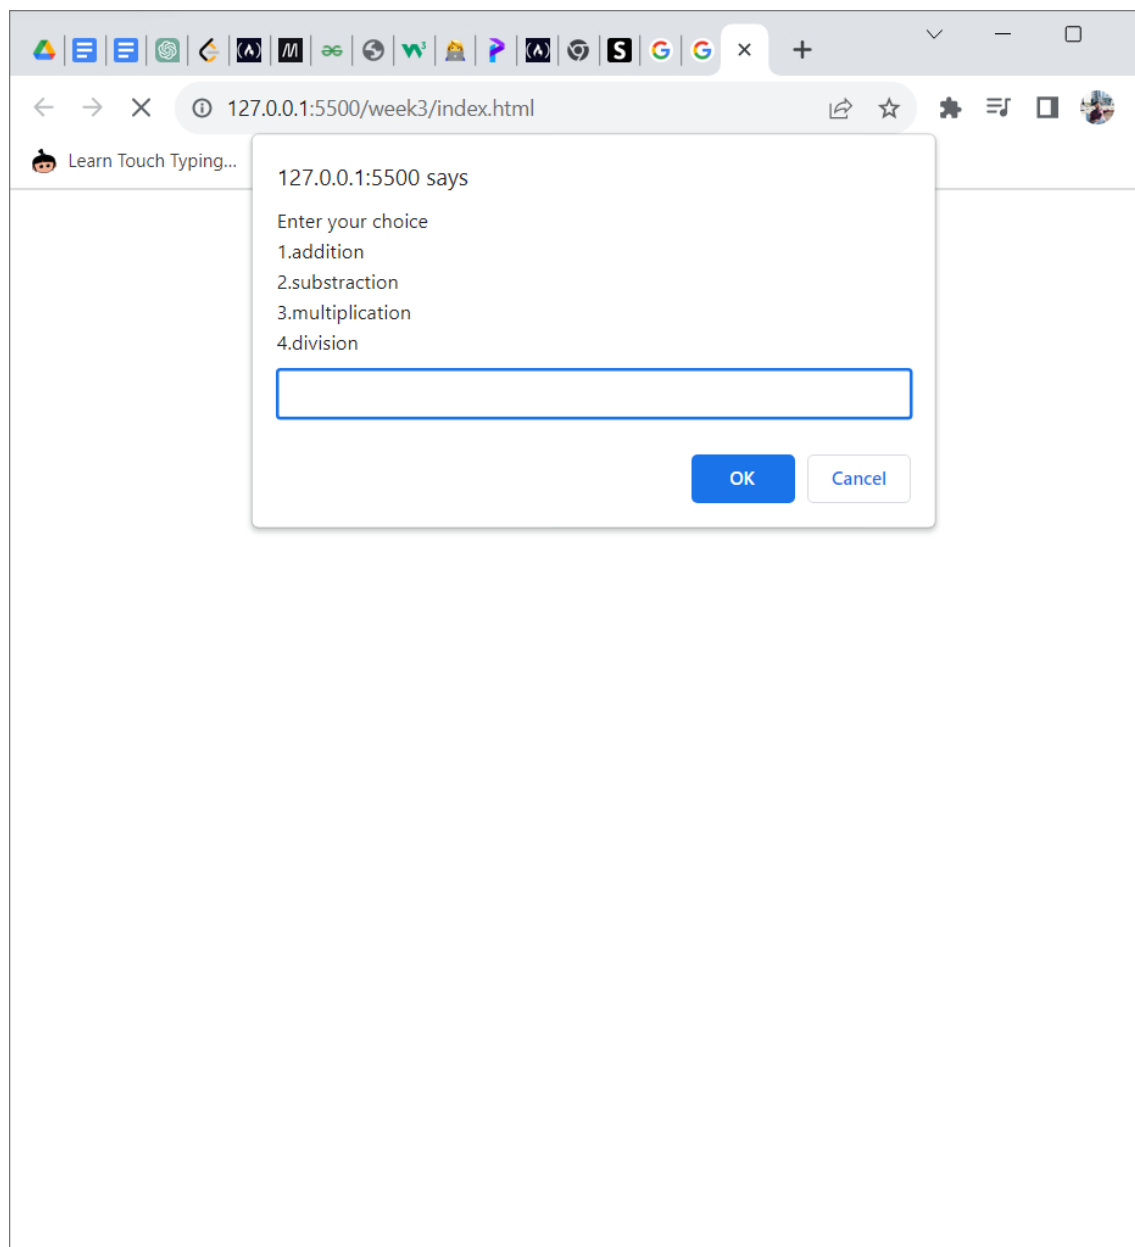 127.0.0.1:5500/week3/index.html
Learn Touch Typing...
127.0.0.1:5500 says
Enter your choice
1.addition
2.substraction
3.multiplication
4.division
OK
Cancel